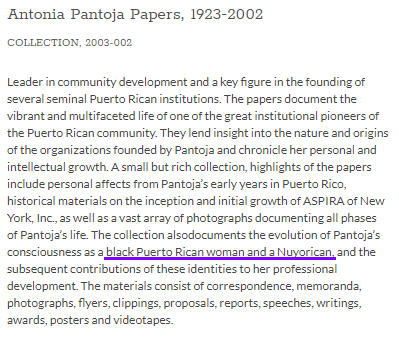 Antonia Pantoja Papers, 1923-2002
COLLECTION, 2003-002
Leader in community development and a key figure in the founding of
several seminal Puerto Rican institutions. The papers document the
vibrant and multifaceted life of one of the great institutional pioneers of
the Puerto Rican community. They lend insight into the nature and origins
of the organizations founded by Pantoja and chronicle her personal and
intellectual growth. A small but rich collection, highlights of the papers
include personal affects from Pantoja's early years in Puerto Rico,
historical materials on the inception and initial growth of ASPIRA of New
York, Inc., as well as a vast array of photographs documenting all phases
of Pantoja's life. The collection alsodocuments the evolution of Pantoja's
consciousness as a black Puerto Rican woman and a Nuyorican, and the
subsequent contributions of these identities to her professional
development. The materials consist of correspondence, memoranda,
photographs, flyers, clippings, proposals, reports, speeches, writings,
awards, posters and videotapes.